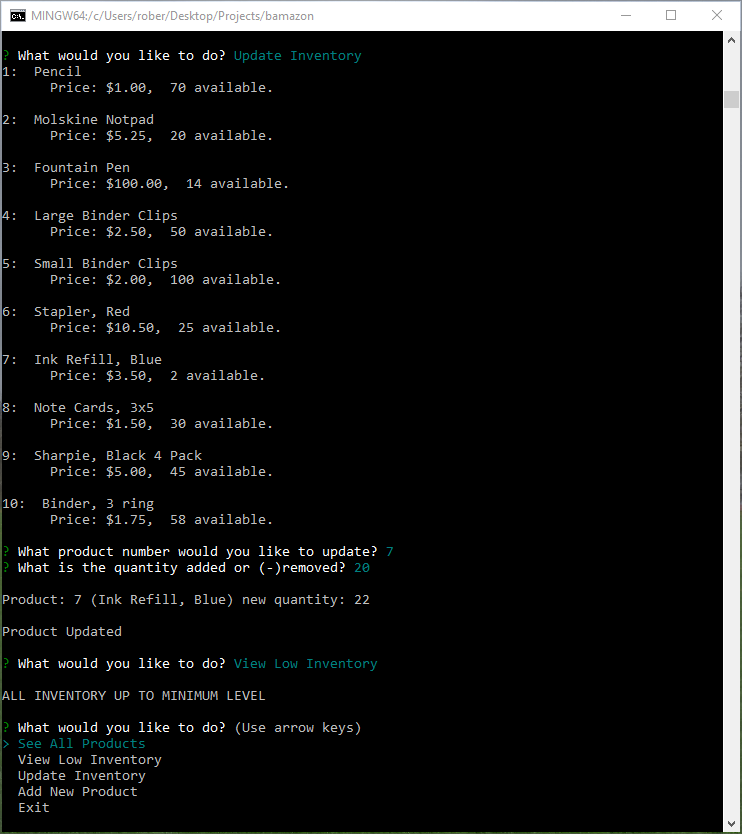 MINGW64:/c/Users/rober/Desktop/Projects/bamazon
? What would you like to do? Update Inventory
1:  Pencil
      Price: $1.00,  70 available.
2:  Molskine Notpad
      Price: $5.25,  20 available.
3:  Fountain Pen
      Price: $100.00,  14 available.
4:  Large Binder Clips
      Price: $2.50,  50 available.
5:  Small Binder Clips
      Price: $2.00,  100 available.
6:  Stapler, Red
      Price: $10.50,  25 available.
7:  Ink Refill, Blue
      Price: $3.50,  2 available.
8:  Note Cards, 3x5
      Price: $1.50,  30 available.
9:  Sharpie, Black 4 Pack
      Price: $5.00,  45 available.
10:  Binder, 3 ring
      Price: $1.75,  58 available.
? What product number would you like to update? 7
? What is the quantity added or (-)removed? 20
Product: 7 (Ink Refill, Blue) new quantity: 22
Product Updated
? What would you like to do? View Low Inventory
ALL INVENTORY UP TO MINIMUM LEVEL
? What would you like to do? (Use arrow keys)
> See All Products
  View Low Inventory
  Update Inventory
  Add New Product
  Exit